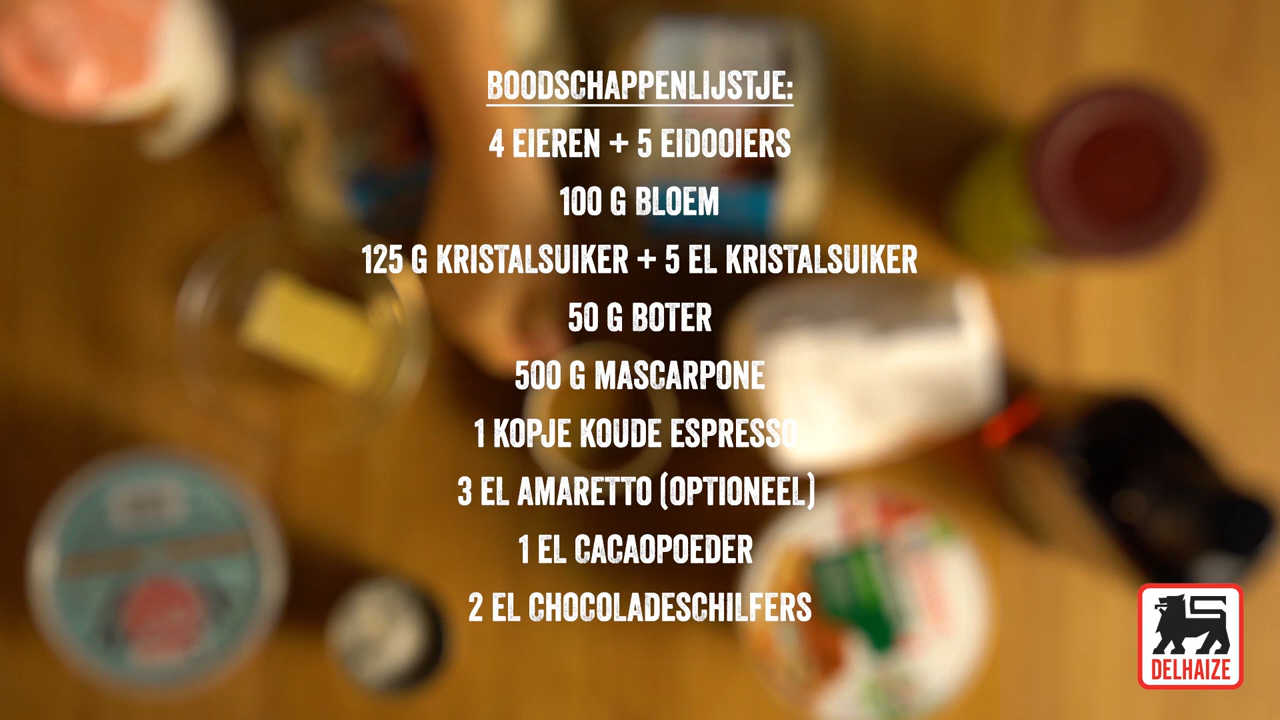 BOODSCHAPPENLIJSTJE:
4 EIEREN + 5 EIDOOIERS
100 G BLOEM
125 G KRISTALSUIKER + 5 EL KRISTALSUIKER
50 G BOTER
500 G MASCARPONE
1 KOPJE KOUDE ESPRESSO
3 EL AMARETTO (OPTIONEEL)
1 EL CACAOPOEDER
2 EL CHOCOLADESCHILFERS
DELHAIZE